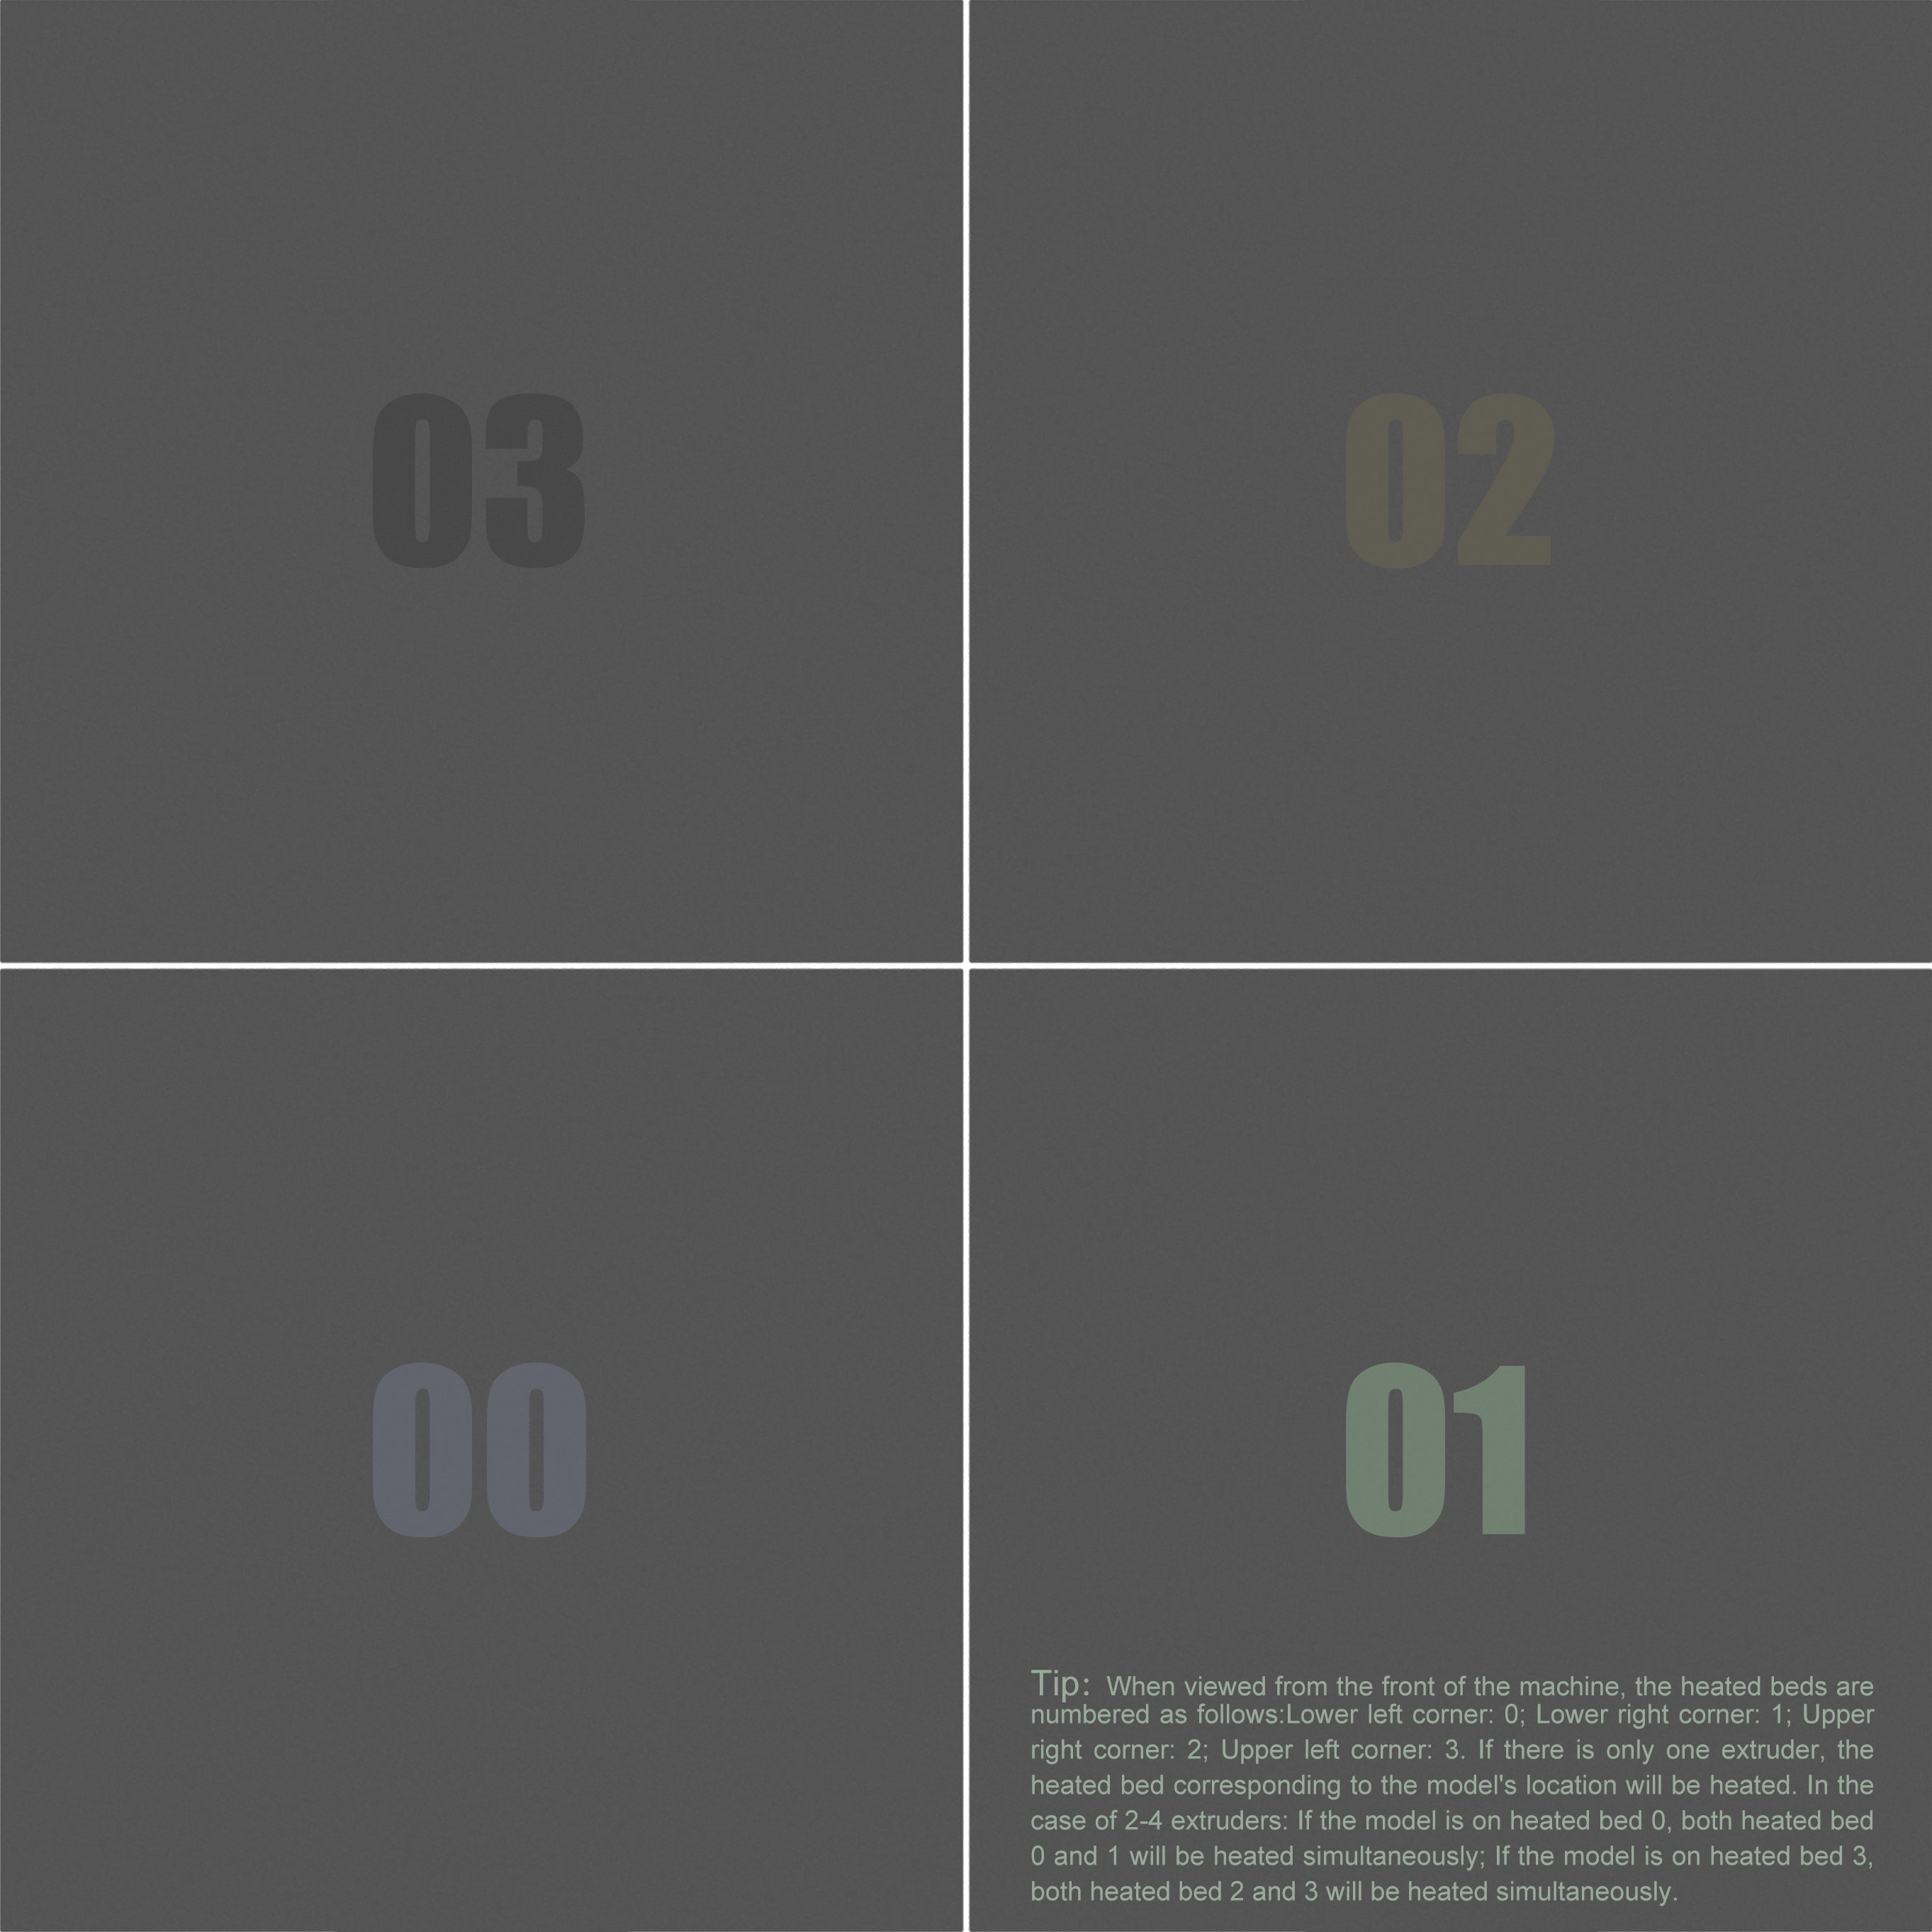 03
02
00
01
Tip: When viewed from the front of the machine, the heated beds are
numbered as follows:Lower left corner: 0; Lower right corner: 1; Upper
right corner: 2; Upper left corner: 3. If there is only one extruder, the
heated bed corresponding to the model's location will be heated. In the
case of 2-4 extruders: If the model is on heated bed 0, both heated bed
0 and 1 will be heated simultaneously; If the model is on heated bed 3,
both heated bed 2 and 3 will be heated simultaneously.